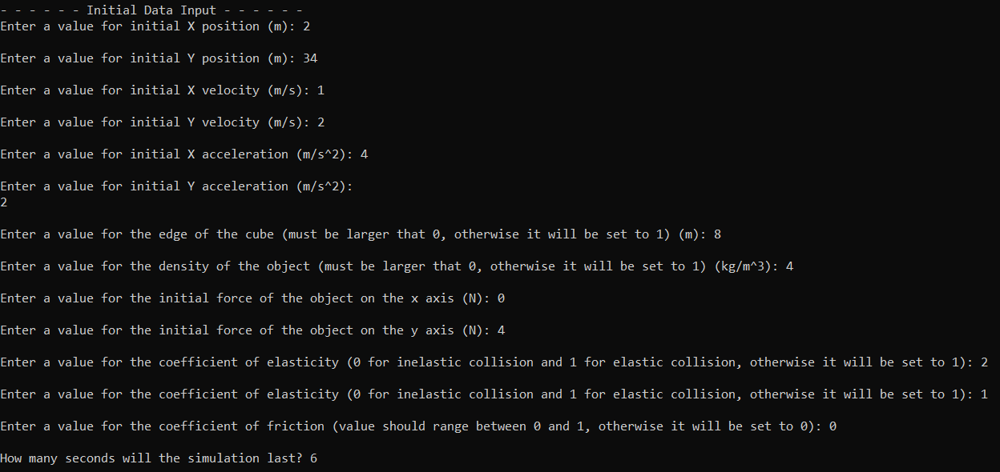 - - - - - - Initial Data Input - - - - - -
Enter a value for initial X position (m): 2
Enter a value for initial Y position (m): 34
Enter a value for initial X velocity (m/s): 1
Enter a value for initial Y velocity (m/s): 2
Enter a value for initial X acceleration (m/s^2): 4
Enter a value for initial Y acceleration (m/s^2):
2
Enter a value for the edge of the cube (must be larger that 0, otherwise it will be set to 1) (m): 8
Enter a value for the density of the object (must be larger that 0, otherwise it will be set to 1) (kg/m^3): 4
Enter a value for the initial force of the object on the x axis (N): 0
Enter a value for the initial force of the object on the y axis (N): 4
Enter a value for the coefficient of elasticity (0 for inelastic collision and 1 for elastic collision, otherwise it will be set to 1): 2
Enter a value for the coefficient of elasticity (0 for inelastic collision and 1 for elastic collision, otherwise it will be set to 1): 1
Enter a value for the coefficient of friction (value should range between 0 and 1, otherwise it will be set to 0): 0
How many seconds will the simulation last? 6